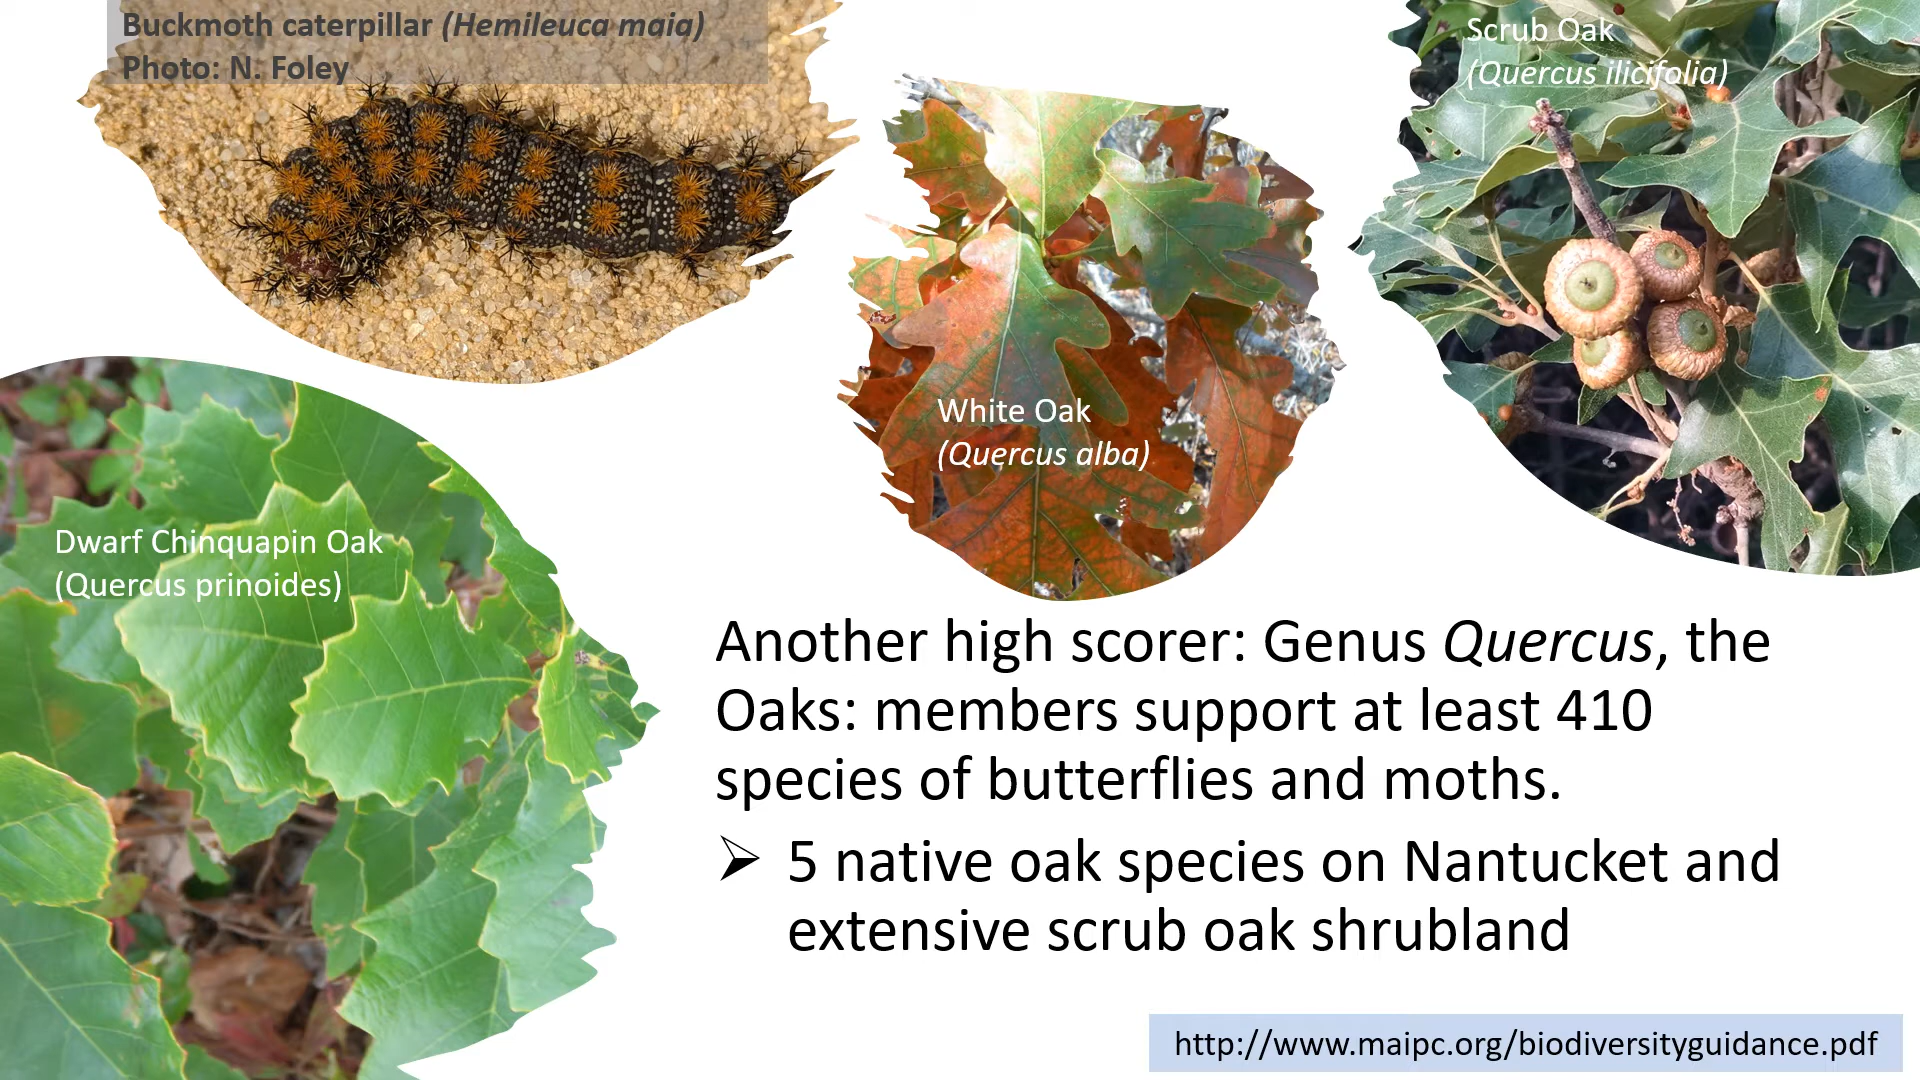 Buckmoth caterpillar (Hemileuca maia)
Photo: N. Foley
Scrub Oak
(Quercus ilicifolia)
White Oak
(Quercus alba)
Dwarf Chinquapin Oak
(Quercus prinoides)
Another high scorer: Genus Quercus, the
Oaks: members support at least 410
species of butterflies and moths.
➢ 5 native oak species on Nantucket and
extensive scrub oak shrubland
http://www.maipc.org/biodiversityguidance.pdf